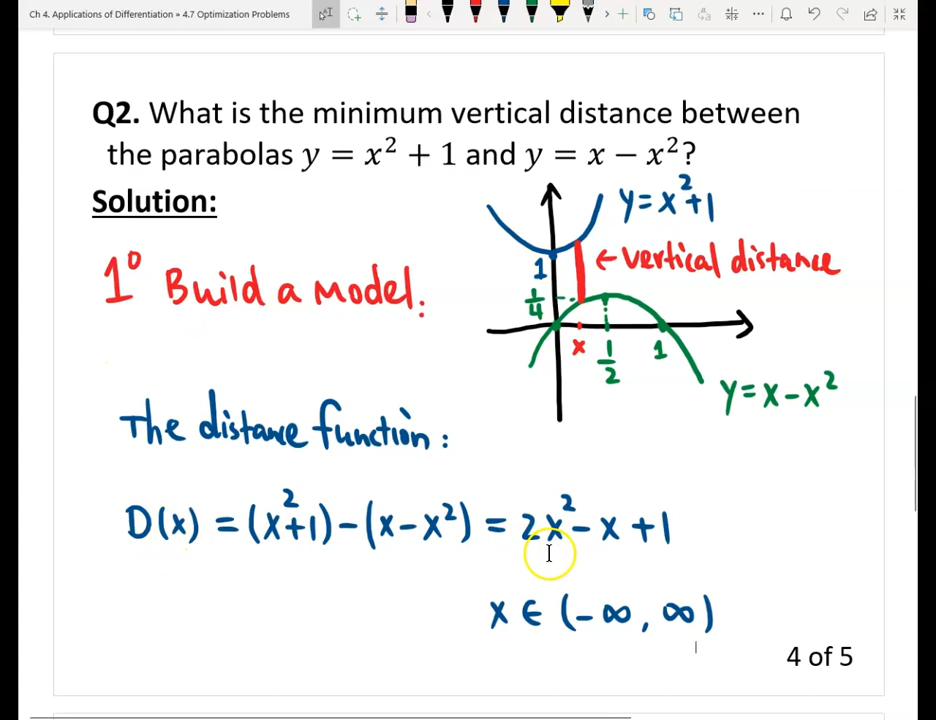 Ch 4. Applications of Differentiation » 4.7 Optimization Problems
Q2. What is the minimum vertical distance between
the parabolas y = x² + 1 and y = x − x²?
Solution:
y = x²+1
1° Build a model.
1
← vertical distance
1/4
x
1/2
1
y = x − x²
The distance function:
D(x) = (x²+1) − (x − x²) = 2x² − x + 1
x ∈ (−∞, ∞)
4 of 5